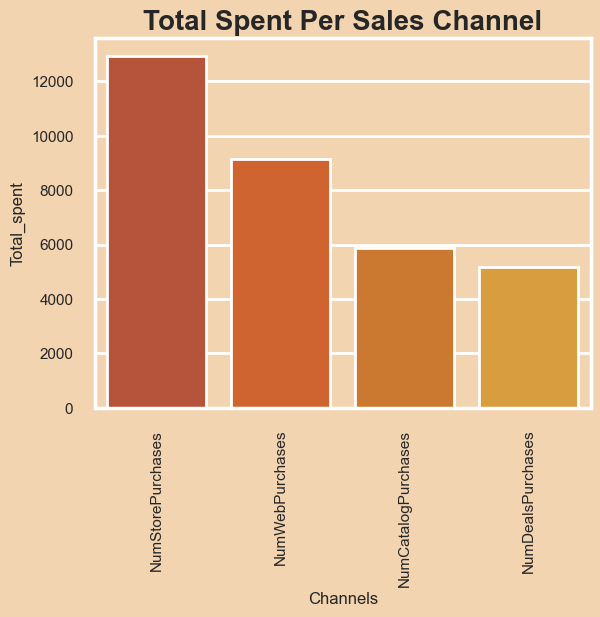 Total Spent Per Sales Channel
Total_spent
12000
10000
8000
6000
4000
2000
0
NumStorePurchases
NumWebPurchases
NumCatalogPurchases
NumDealsPurchases
Channels